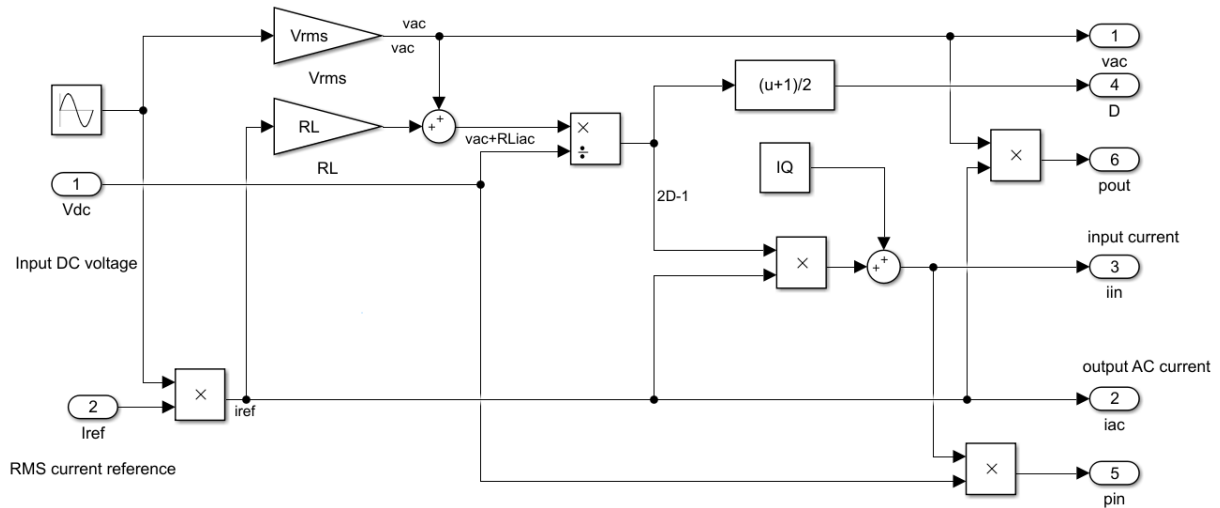 vac
1
Vrms
vac
vac
Vrms
(u+1)/2
4
D
RL
+
+
vac+RLiac
×
÷
RL
IQ
×
6
pout
1
Vdc
2D-1
input current
Input DC voltage
×
+
+
3
iin
output AC current
×
iref
2
iac
2
Iref
RMS current reference
×
5
pin